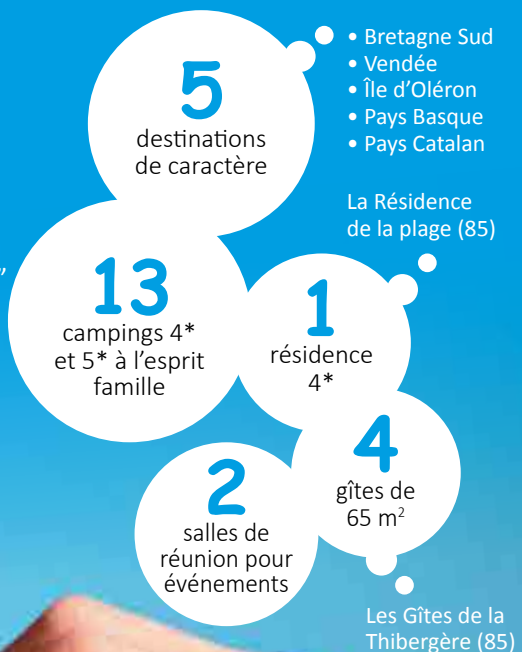 5
destinations
de caractère
• Bretagne Sud
• Vendée
• Île d'Oléron
• Pays Basque
• Pays Catalan
La Résidence
de la plage (85)
”
13
campings 4*
et 5* à l'esprit
famille
1
résidence
4*
4
gîtes de
65 m²
2
salles de
réunion pour
événements
Les Gîtes de la
Thibergère (85)